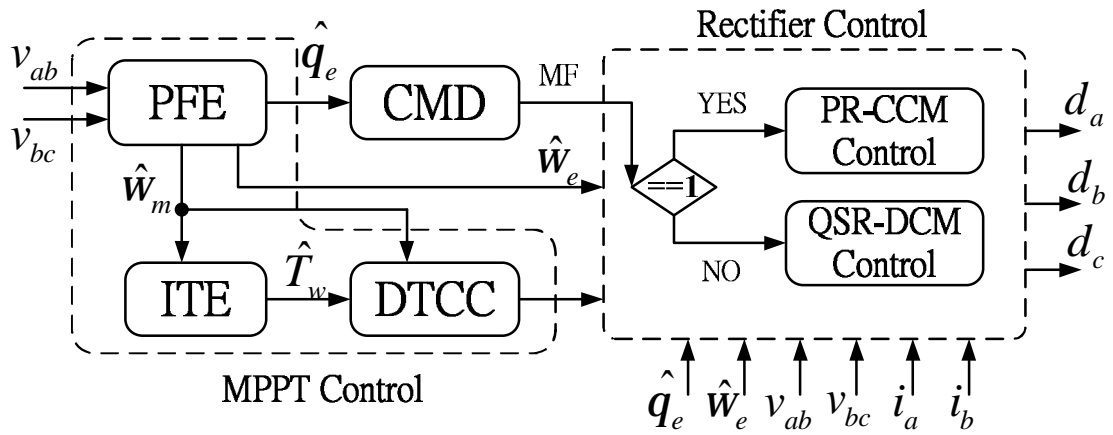 Rectifier Control
v_ab
v_bc
PFE
q̂_e
CMD
MF
YES
PR-CCM
Control
d_a
ŵ_m
ŵ_e
==1
d_b
QSR-DCM
Control
NO
d_c
ITE
T̂_w
DTCC
MPPT Control
q̂_e ŵ_e v_ab v_bc i_a i_b